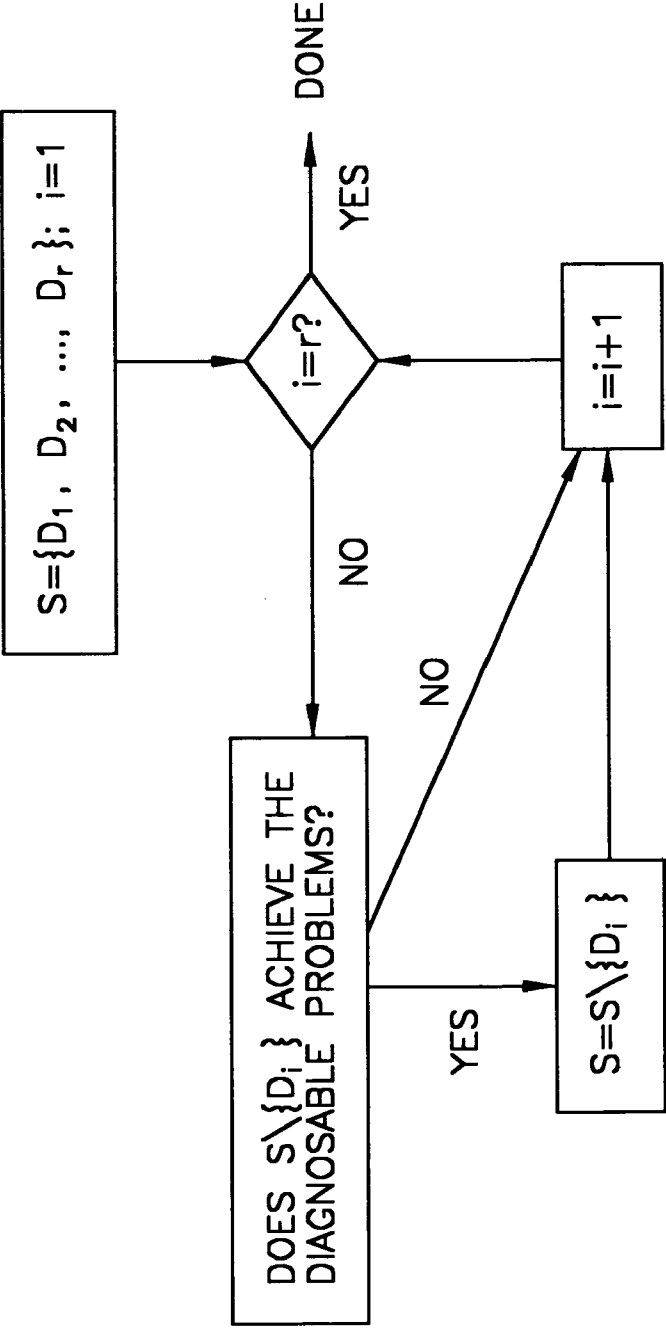 S={D₁, D₂, ..., Dᵣ}; i=1
i=r?
YES
DONE
NO
DOES S\{Dᵢ} ACHIEVE THE
DIAGNOSABLE PROBLEMS?
NO
YES
S=S\{Dᵢ }
i=i+1